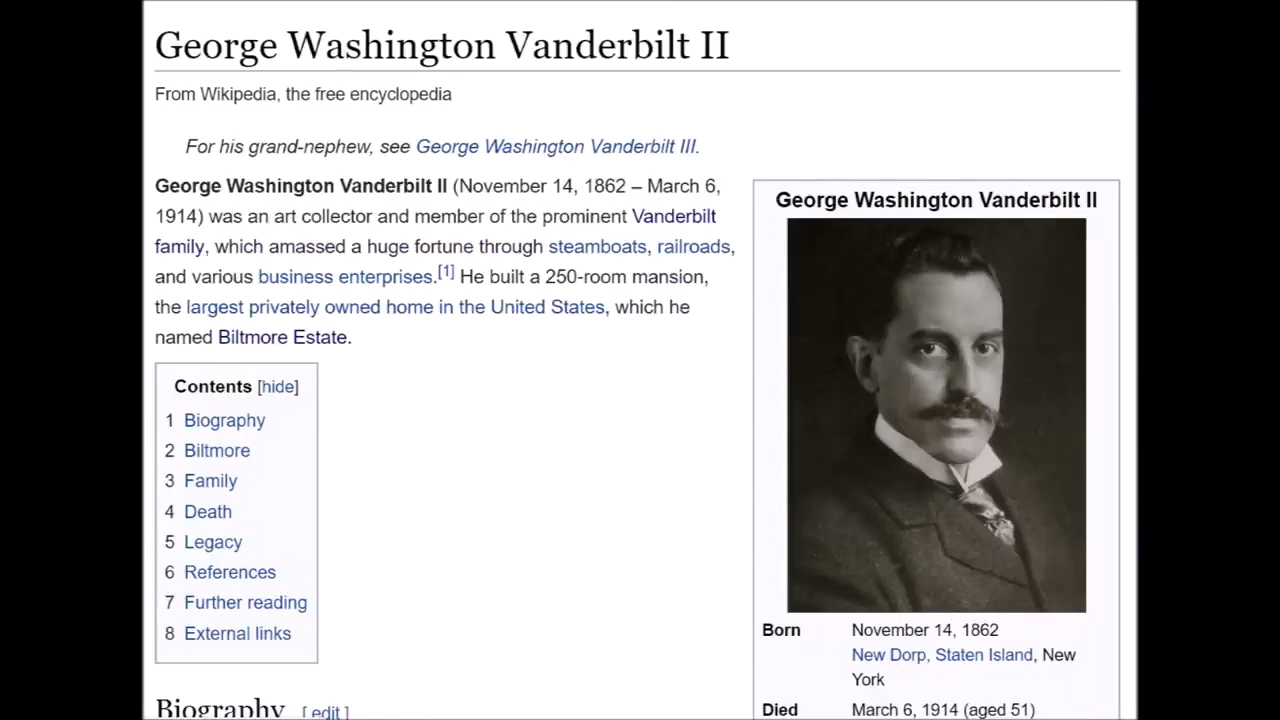 George Washington Vanderbilt II
From Wikipedia, the free encyclopedia
For his grand-nephew, see George Washington Vanderbilt III.
George Washington Vanderbilt II (November 14, 1862 – March 6,
1914) was an art collector and member of the prominent Vanderbilt
family, which amassed a huge fortune through steamboats, railroads,
and various business enterprises.[1] He built a 250-room mansion,
the largest privately owned home in the United States, which he
named Biltmore Estate.
Contents [hide]
1 Biography
2 Biltmore
3 Family
4 Death
5 Legacy
6 References
7 Further reading
8 External links
Biography [ edit ]
George Washington Vanderbilt II
Born November 14, 1862
New Dorp, Staten Island, New
York
Died March 6, 1914 (aged 51)